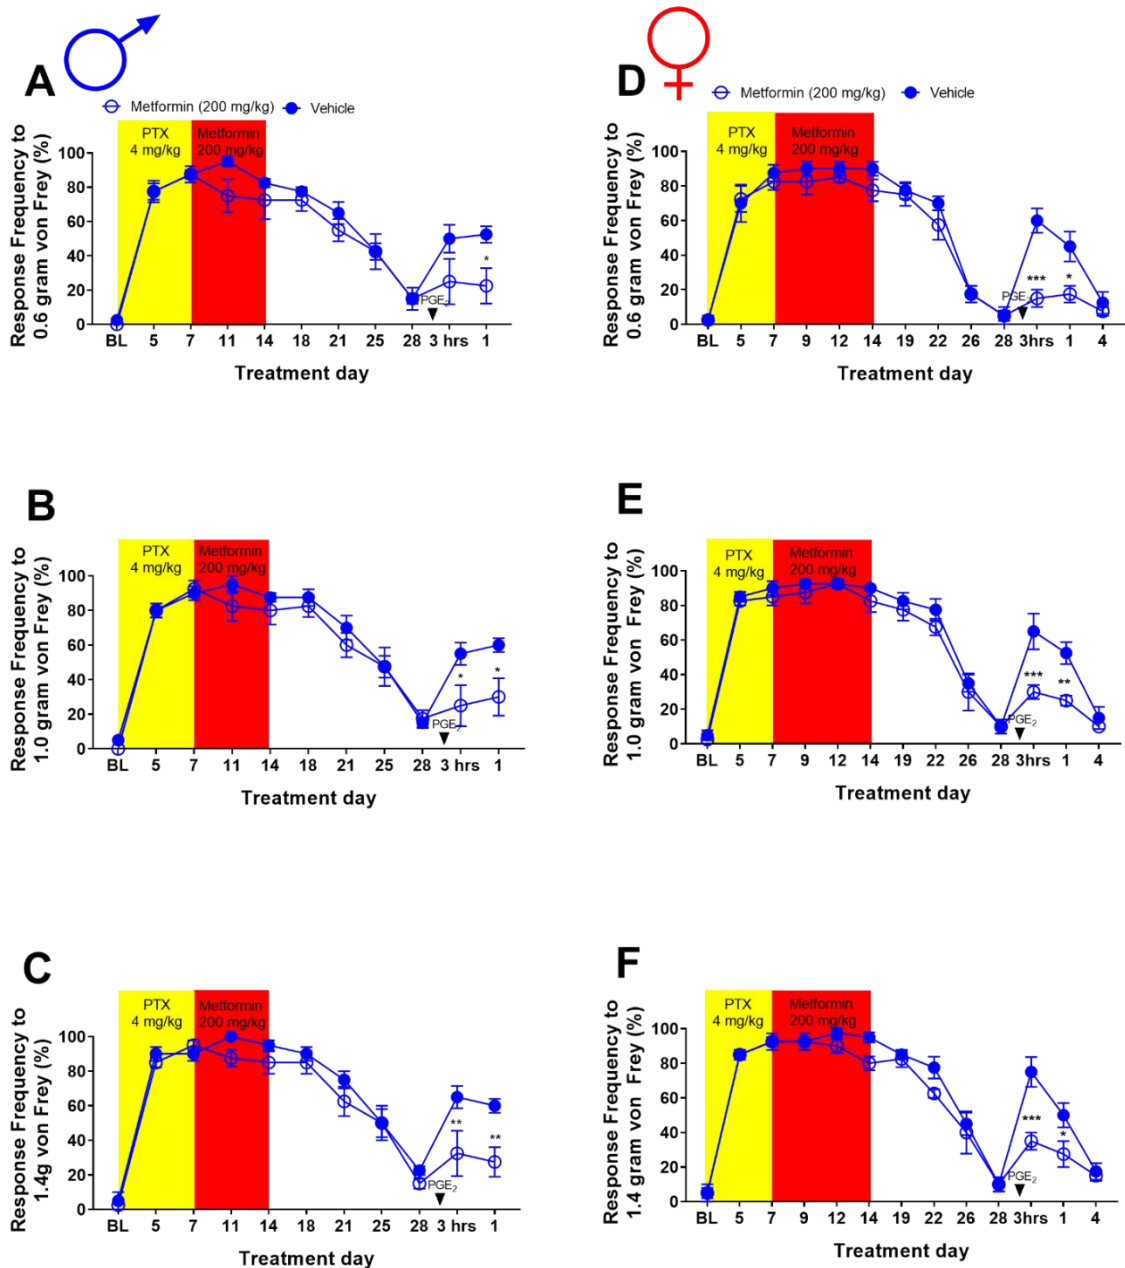 A
Metformin (200 mg/kg) Vehicle
PTX
4 mg/kg
Metformin
200 mg/kg
Response Frequency to
0.6 gram von Frey (%)
100
80
60
40
20
0
PGE2
*
BL 5 7 11 14 18 21 25 28 3 hrs 1
Treatment day
D
Metformin (200 mg/kg) Vehicle
PTX
4 mg/kg
Metformin
200 mg/kg
Response Frequency to
0.6 gram von Frey (%)
100
80
60
40
20
0
PGE
*** *
BL 5 7 9 12 14 19 22 26 28 3hrs 1 4
Treatment day
B
PTX
4 mg/kg
Metformin
200 mg/kg
Response Frequency to
1.0 gram von Frey (%)
100
80
60
40
20
0
* *
PGE2
BL 5 7 11 14 18 21 25 28 3 hrs 1
Treatment day
E
PTX
4 mg/kg
Metformin
200 mg/kg
Response Frequency to
1.0 gram von Frey (%)
100
80
60
40
20
0
*** **
PGE2
BL 5 7 9 12 14 19 22 26 28 3hrs 1 4
Treatment day
C
PTX
4 mg/kg
Metformin
200 mg/kg
Response Frequency to
1.4g von Frey (%)
100
80
60
40
20
0
** **
PGE2
BL 5 7 11 14 18 21 25 28 3 hrs 1
Treatment day
F
PTX
4 mg/kg
Metformin
200 mg/kg
Response Frequency to
1.4 gram von Frey (%)
100
80
60
40
20
0
*** *
PGE2
BL 5 7 9 12 14 19 22 26 28 3hrs 1 4
Treatment day